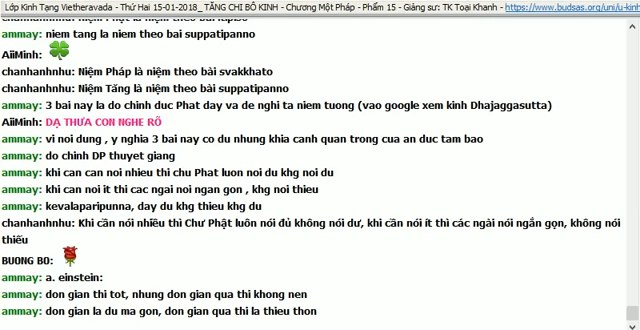 Lớp Kinh Tạng Vietheravada - Thứ Hai 15-01-2018_ TĂNG CHI BỘ KINH - Chương Một Pháp - Phẩm 15 - Giảng sư: TK Toại Khanh - https://www.budsas.org/uni/u-kinh
ammay: niem tang la niem theo bai suppatipanno
AiiMinh:
chanhanhnhu: Niệm Pháp là niệm theo bài svakkhato
chanhanhnhu: Niệm Tăng là niệm theo bài suppatipanno
ammay: 3 bai nay la do chinh duc Phat day va de nghi ta niem tuong (vao google xem kinh Dhajaggasutta)
AiiMinh: DẠ THƯA CON NGHE RÕ
ammay: vi noi dung , y nghia 3 bai nay co du nhung khia canh quan trong cua an duc tam bao
ammay: do chinh DP thuyet giang
ammay: khi can can noi nhieu thi chu Phat luon noi du khg noi du
ammay: khi can noi it thi cac ngai noi ngan gon , khg noi thieu
ammay: kevalaparipunna, day du khg thieu khg du
chanhanhnhu: Khi cần nói nhiều thì Chư Phật luôn nói đủ không nói dư, khi cần nói ít thì các ngài nói ngắn gọn, không nói
thiếu
BUONG BO:
ammay: a. einstein:
ammay: don gian thi tot, nhung don gian qua thi khong nen
ammay: don gian la du ma gon, don gian qua thi la thieu thon